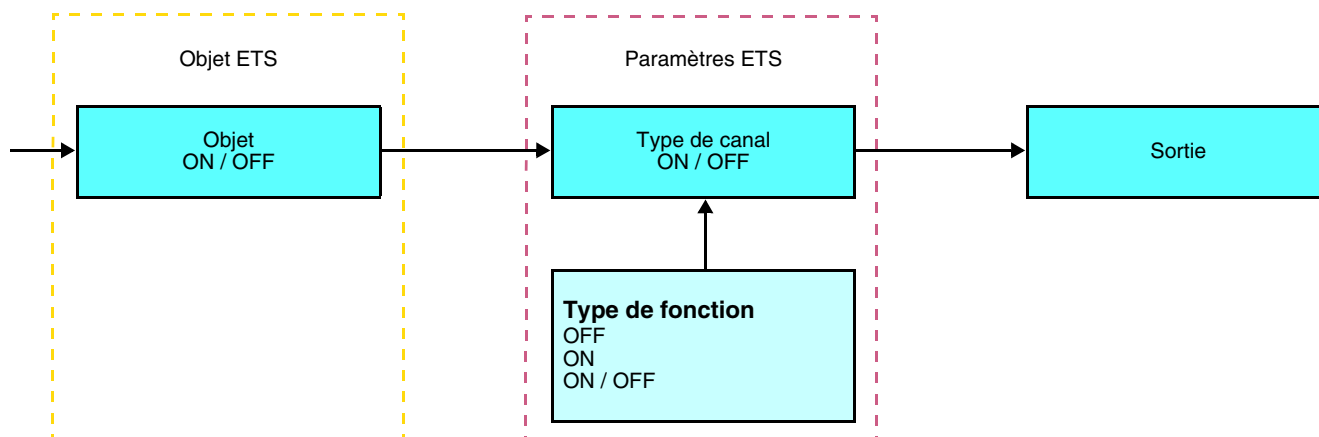 Objet ETS
Paramètres ETS
Objet
ON / OFF
Type de canal
ON / OFF
Sortie
Type de fonction
OFF
ON
ON / OFF